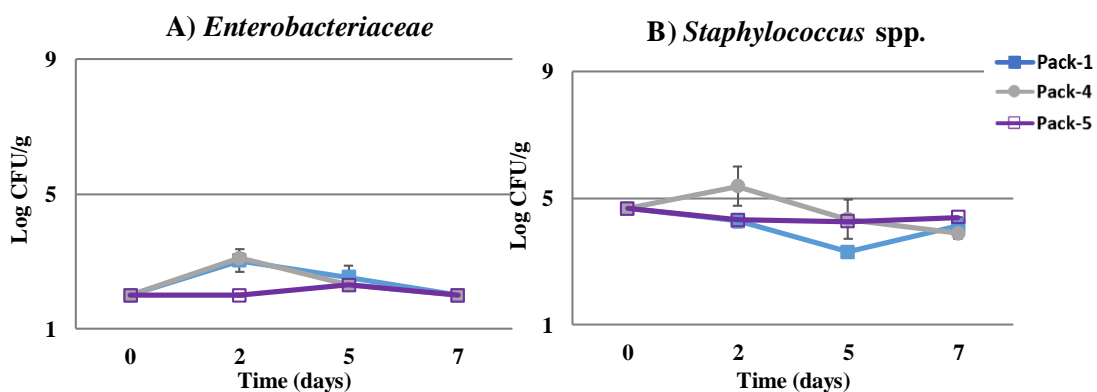 A) Enterobacteriaceae
9
5
1
Log CFU/g
0 2 5 7
Time (days)
B) Staphylococcus spp.
9
5
1
Log CFU/g
0 2 5 7
Time (days)
Pack-1
Pack-4
Pack-5